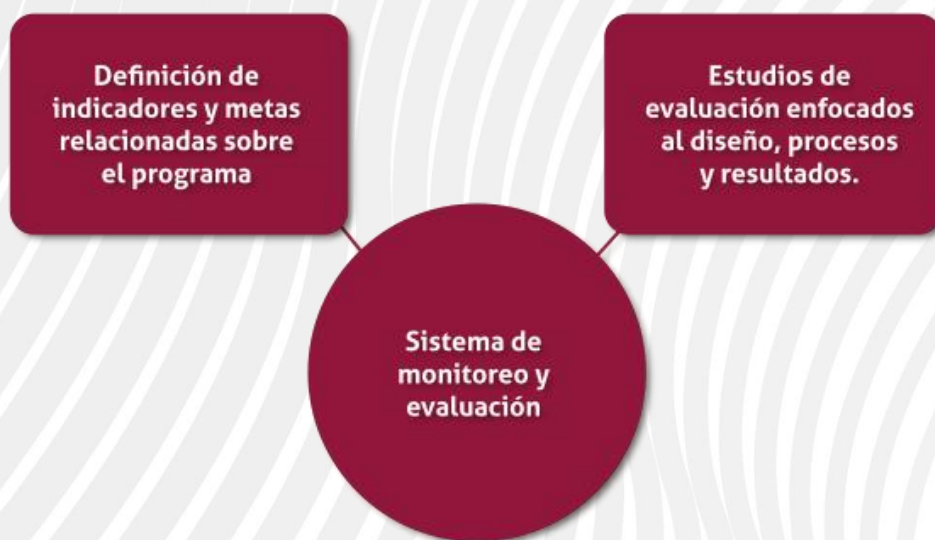 Definición de
indicadores y metas
relacionadas sobre
el programa
Estudios de
evaluación enfocados
al diseño, procesos
y resultados.
Sistema de
monitoreo y
evaluación